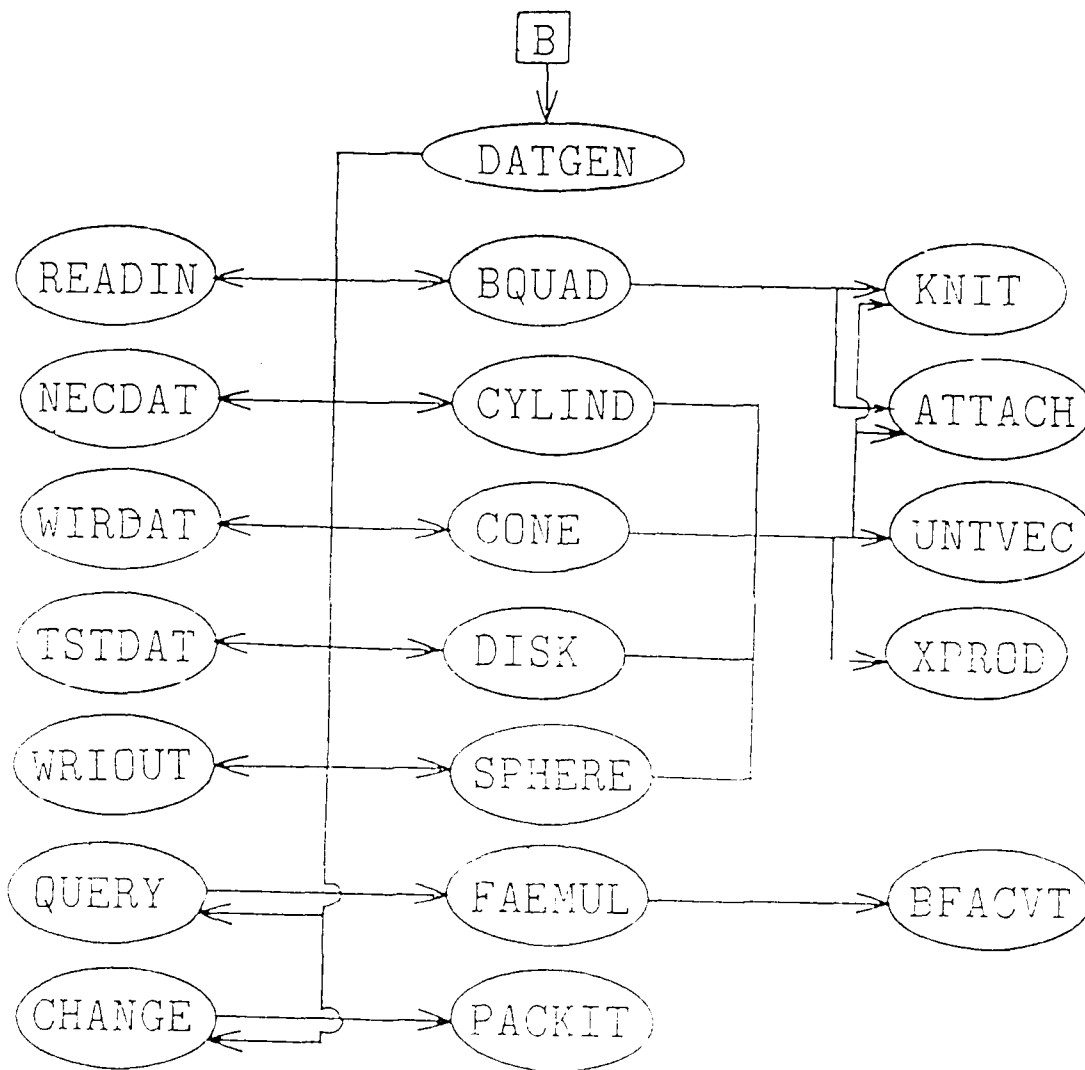 B
DATGEN
READIN
BQUAD
KNIT
NECDAT
CYLIND
ATTACH
WIRDAT
CONE
UNTVEC
TSTDAT
DISK
XPROD
WRIOUT
SPHERE
QUERY
FAEMUL
BFACVT
CHANGE
PACKIT